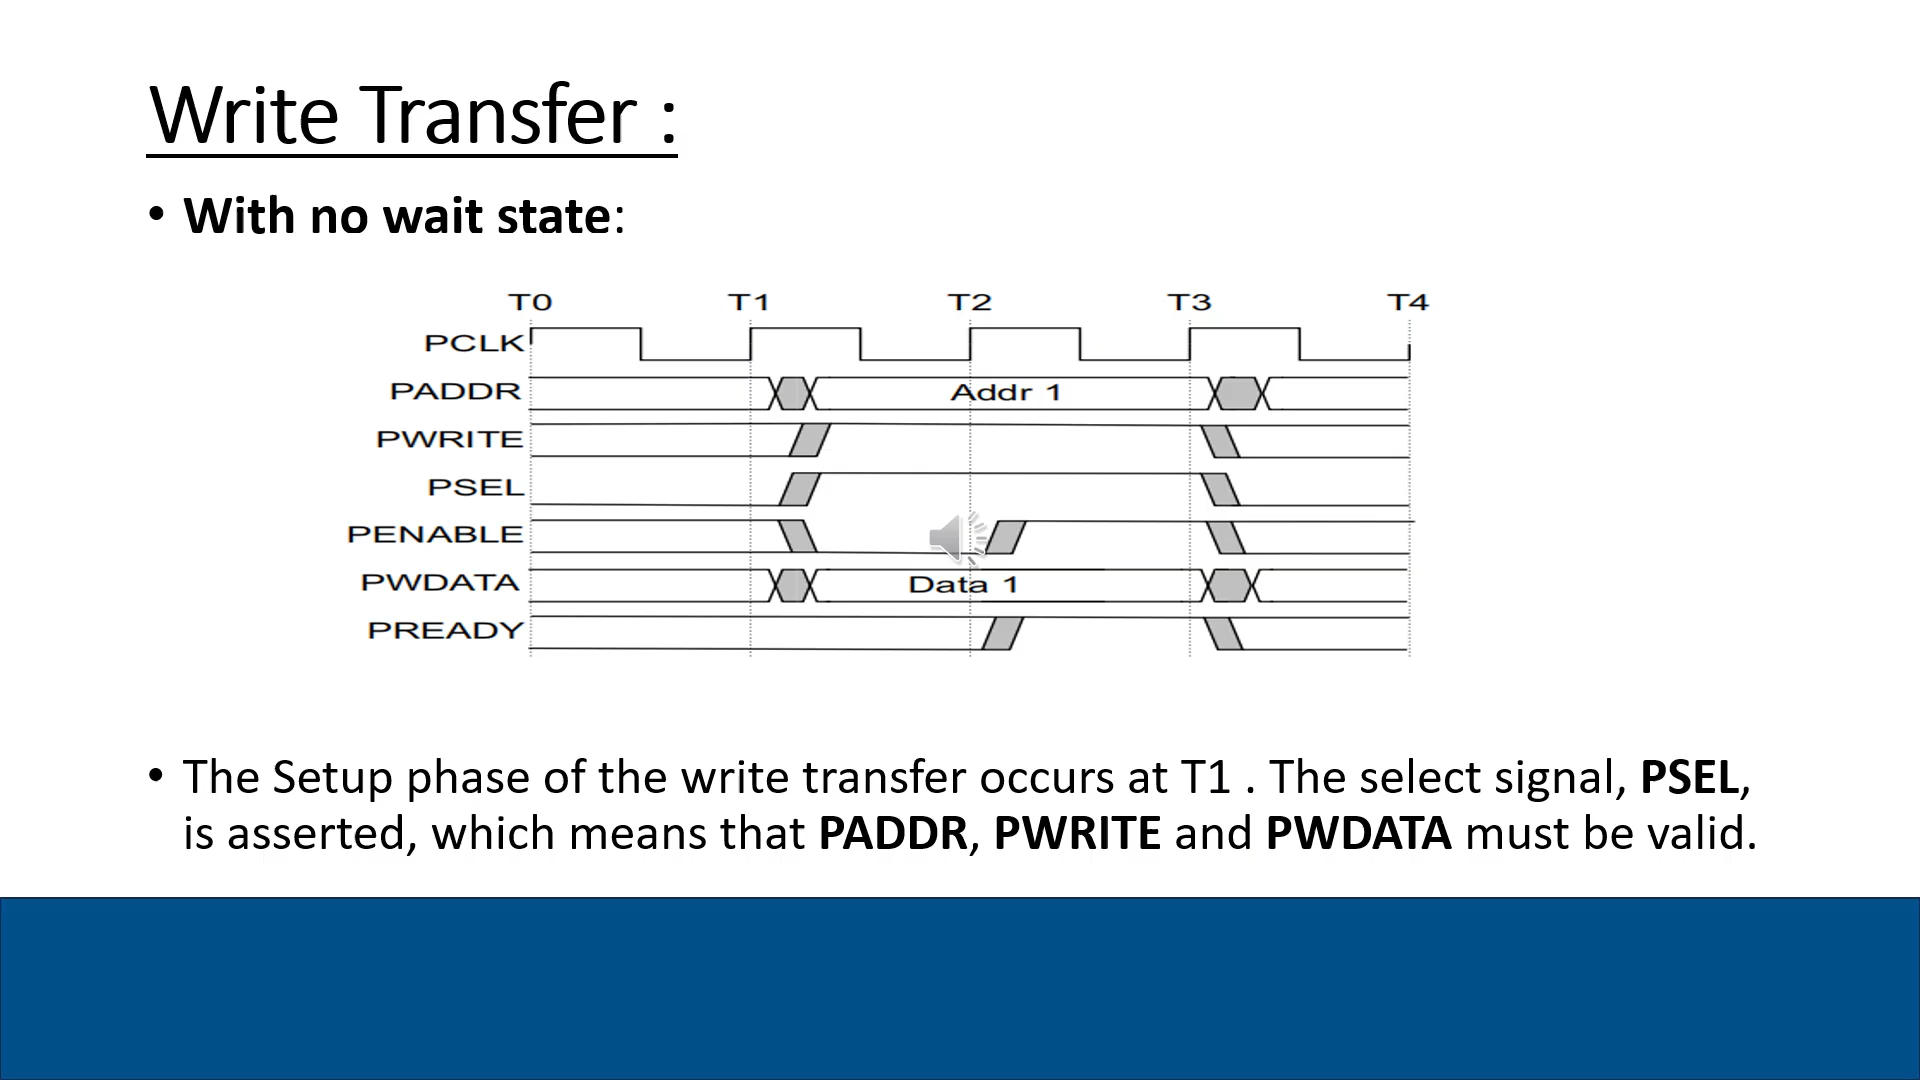 Write Transfer :
• With no wait state:
T0 T1 T2 T3 T4
PCLK
PADDR Addr 1
PWRITE
PSEL
PENABLE
PWDATA Data 1
PREADY
• The Setup phase of the write transfer occurs at T1 . The select signal, PSEL,
is asserted, which means that PADDR, PWRITE and PWDATA must be valid.